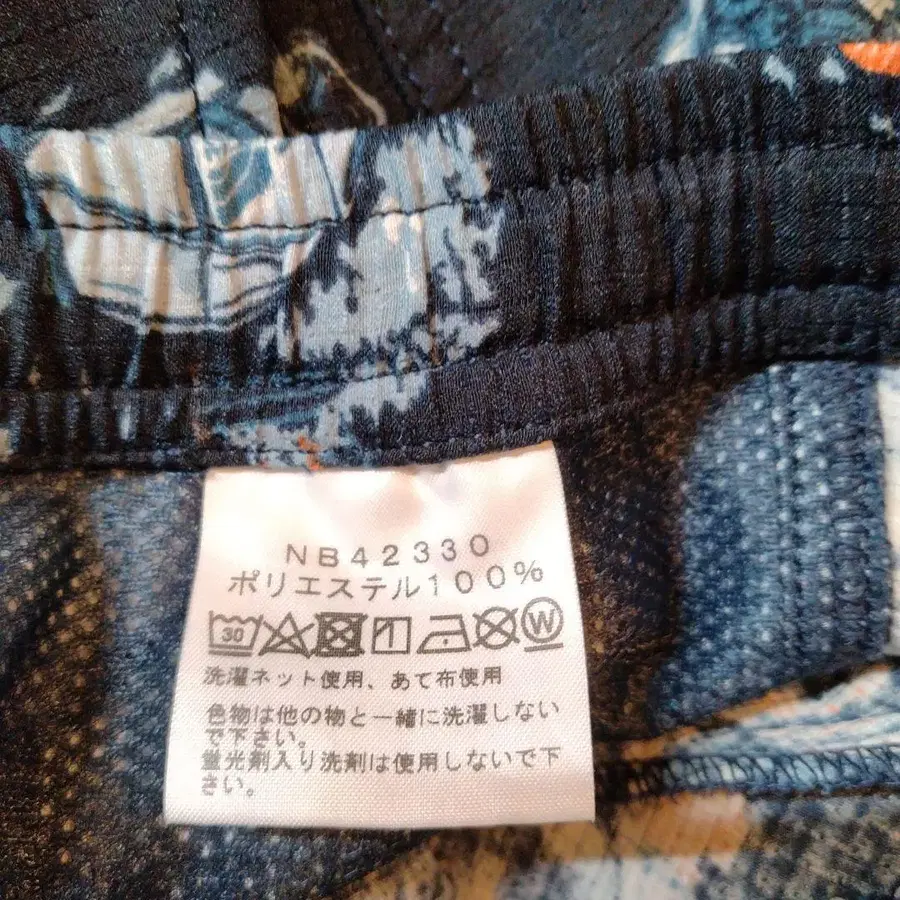 NB42330
ポリエステル100%
30 W
洗濯ネット使用、あて布使用
色物は他の物と一緒に洗濯しない
で下さい。
蛍光剤入り洗剤は使用しないで下
さい。